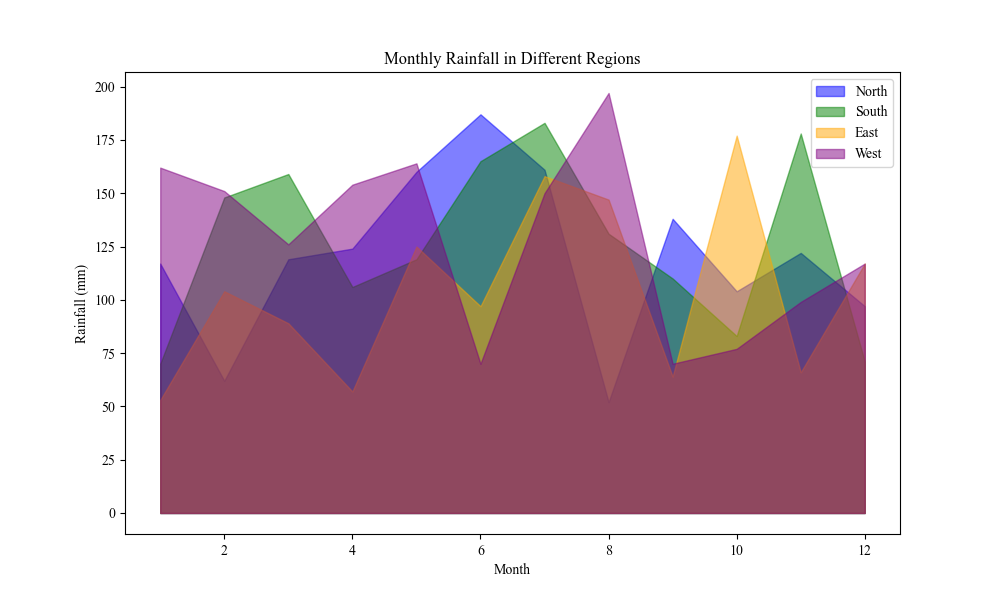 Monthly Rainfall in Different Regions
North
South
East
West
Rainfall (mm)
200
175
150
125
100
75
50
25
0
2 4 6 8 10 12
Month